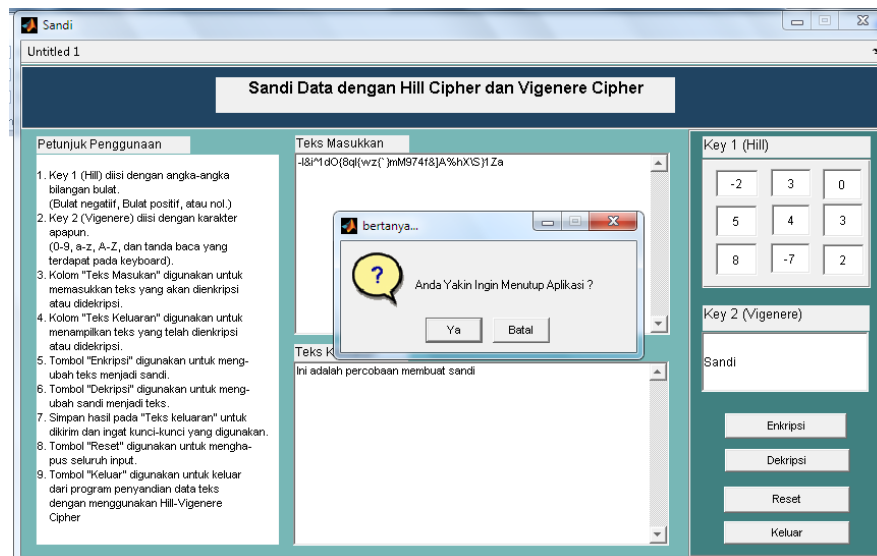 Sandi
Untitled 1
Sandi Data dengan Hill Cipher dan Vigenere Cipher
Petunjuk Penggunaan
1. Key 1 (Hill) diisi dengan angka-angka
bilangan bulat.
(Bulat negatiif, Bulat positif, atau nol.)
2. Key 2 (Vigenere) diisi dengan karakter
apapun.
(0-9, a-z, A-Z, dan tanda baca yang
terdapat pada keyboard).
3. Kolom "Teks Masukan" digunakan untuk
memasukkan teks yang akan dienkripsi
atau didekripsi.
4. Kolom "Teks Keluaran" digunakan untuk
menampilkan teks yang telah dienkripsi
atau didekripsi.
5. Tombol "Enkripsi" digunakan untuk meng-
ubah teks menjadi sandi.
6. Tombol "Dekripsi" digunakan untuk meng-
ubah sandi menjadi teks.
7. Simpan hasil pada "Teks keluaran" untuk
dikirim dan ingat kunci-kunci yang digunakan.
8. Tombol "Reset" digunakan untuk mengha-
pus seluruh input.
9. Tombol "Keluar" digunakan untuk keluar
dari program penyandian data teks
dengan menggunakan Hill-Vigenere
Cipher
Teks Masukkan
bertanya...
Anda Yakin Ingin Menutup Aplikasi ?
Ya Batal
Teks K
Ini adalah percobaan membuat sandi
Key 1 (Hill)
-2 3 0
5 4 3
8 -7 2
Key 2 (Vigenere)
Sandi
Enkripsi
Dekripsi
Reset
Keluar